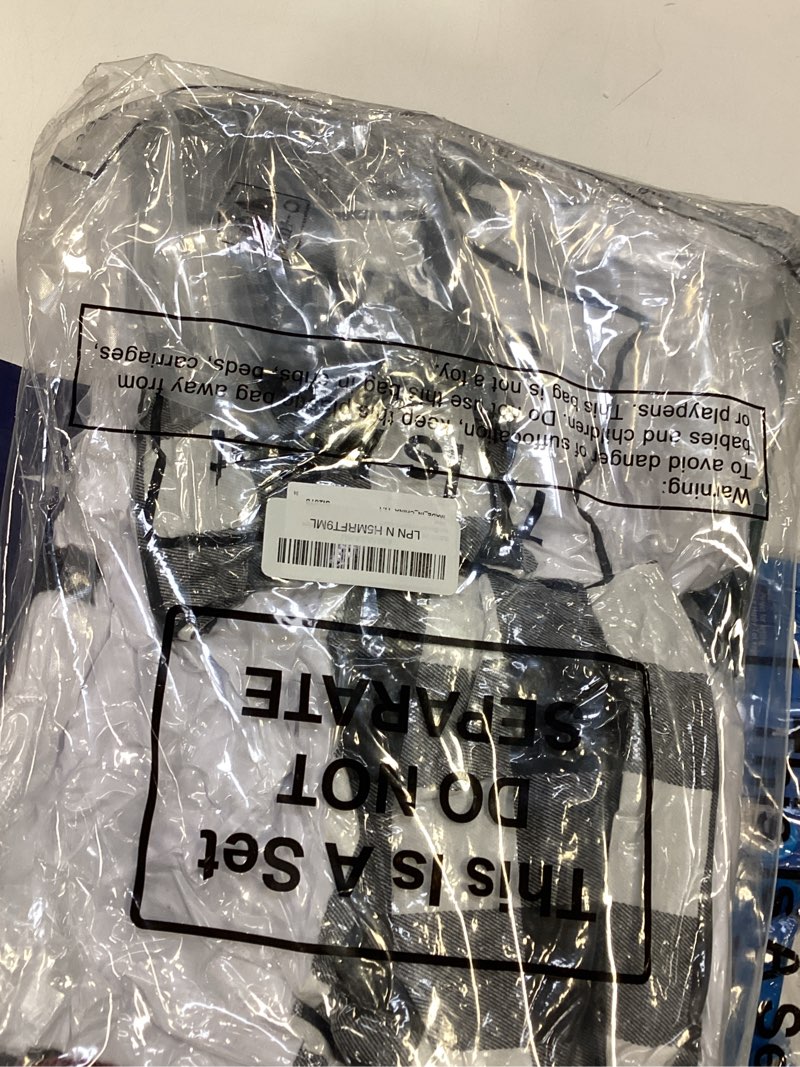 Warning:
To avoid danger of suffocation, keep this plastic bag away from
babies and children. Do not use this bag in cribs, beds, carriages,
or playpens. This bag is not a toy.
LPN N H5MRFT9ML
This Is A Set
DO NOT
SEPARATE